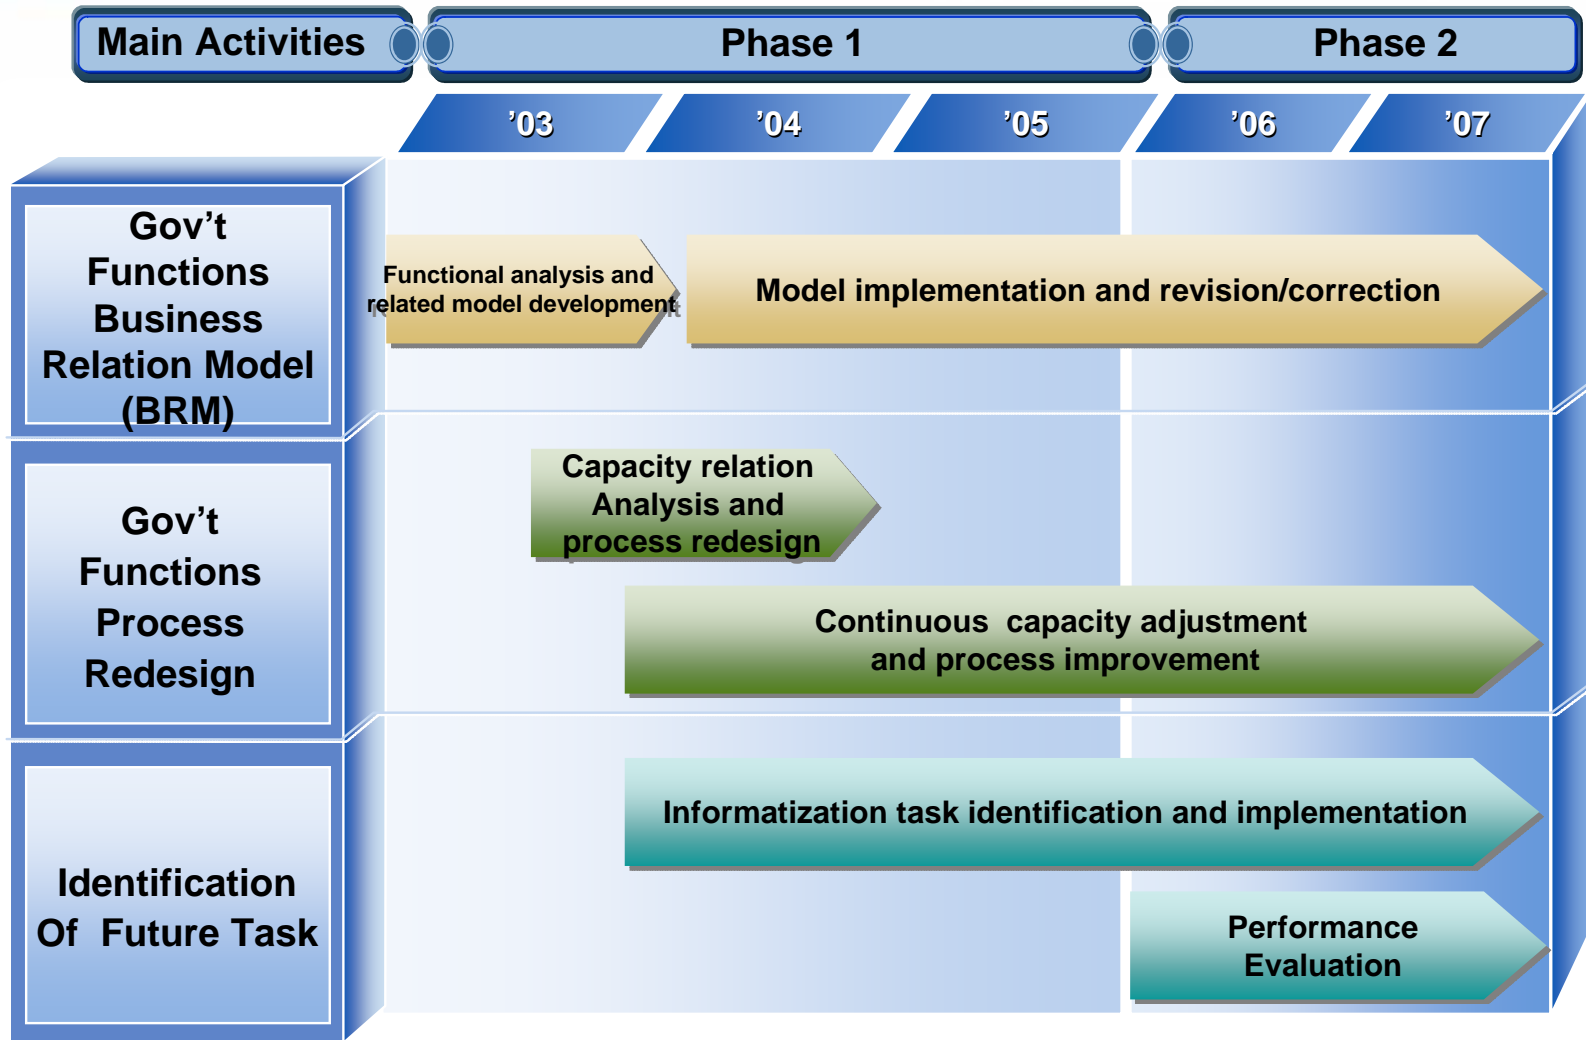 Main Activities
Phase 1
Phase 2
’03
’04
’05
’06
’07
Gov’t
Functions
Business
Relation Model
(BRM)
Functional analysis and
related model development
Model implementation and revision/correction
Gov’t
Functions
Process
Redesign
Capacity relation
Analysis and
process redesign
Continuous  capacity adjustment
and process improvement
Identification
Of  Future Task
Informatization task identification and implementation
Performance
Evaluation